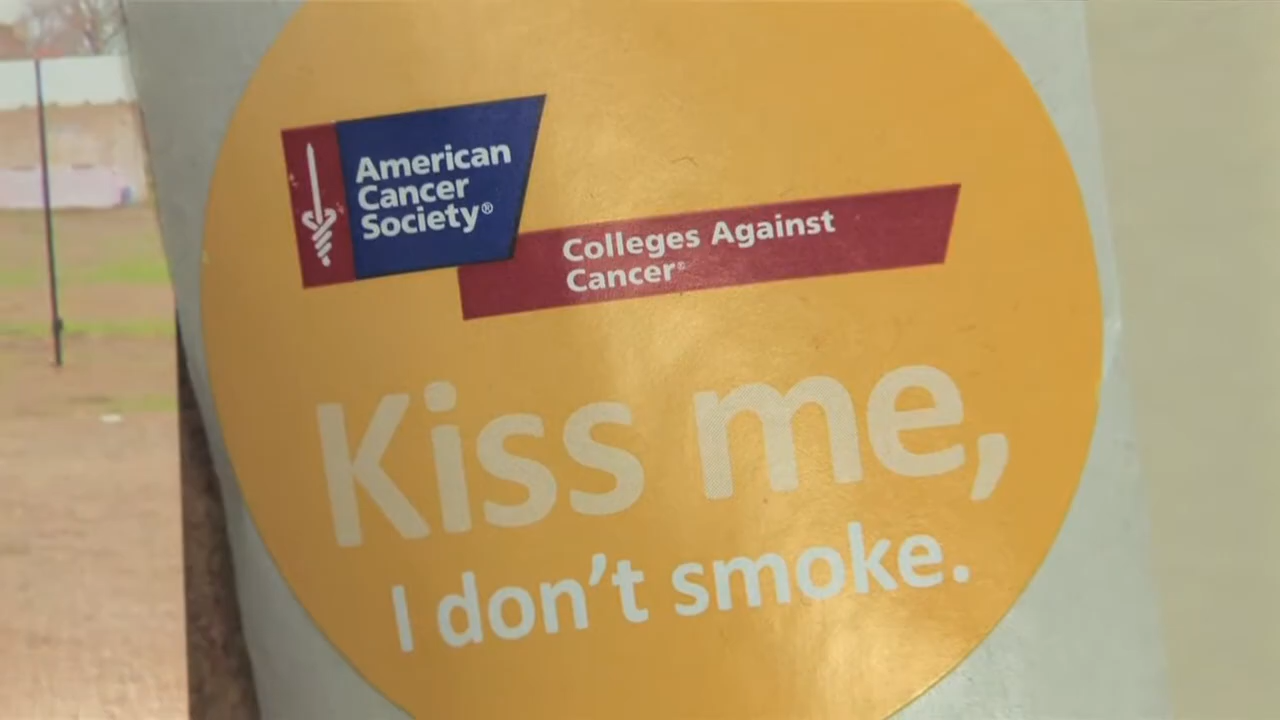 American
Cancer
Society®
Colleges Against
Cancer®
Kiss me,
I don't smoke.